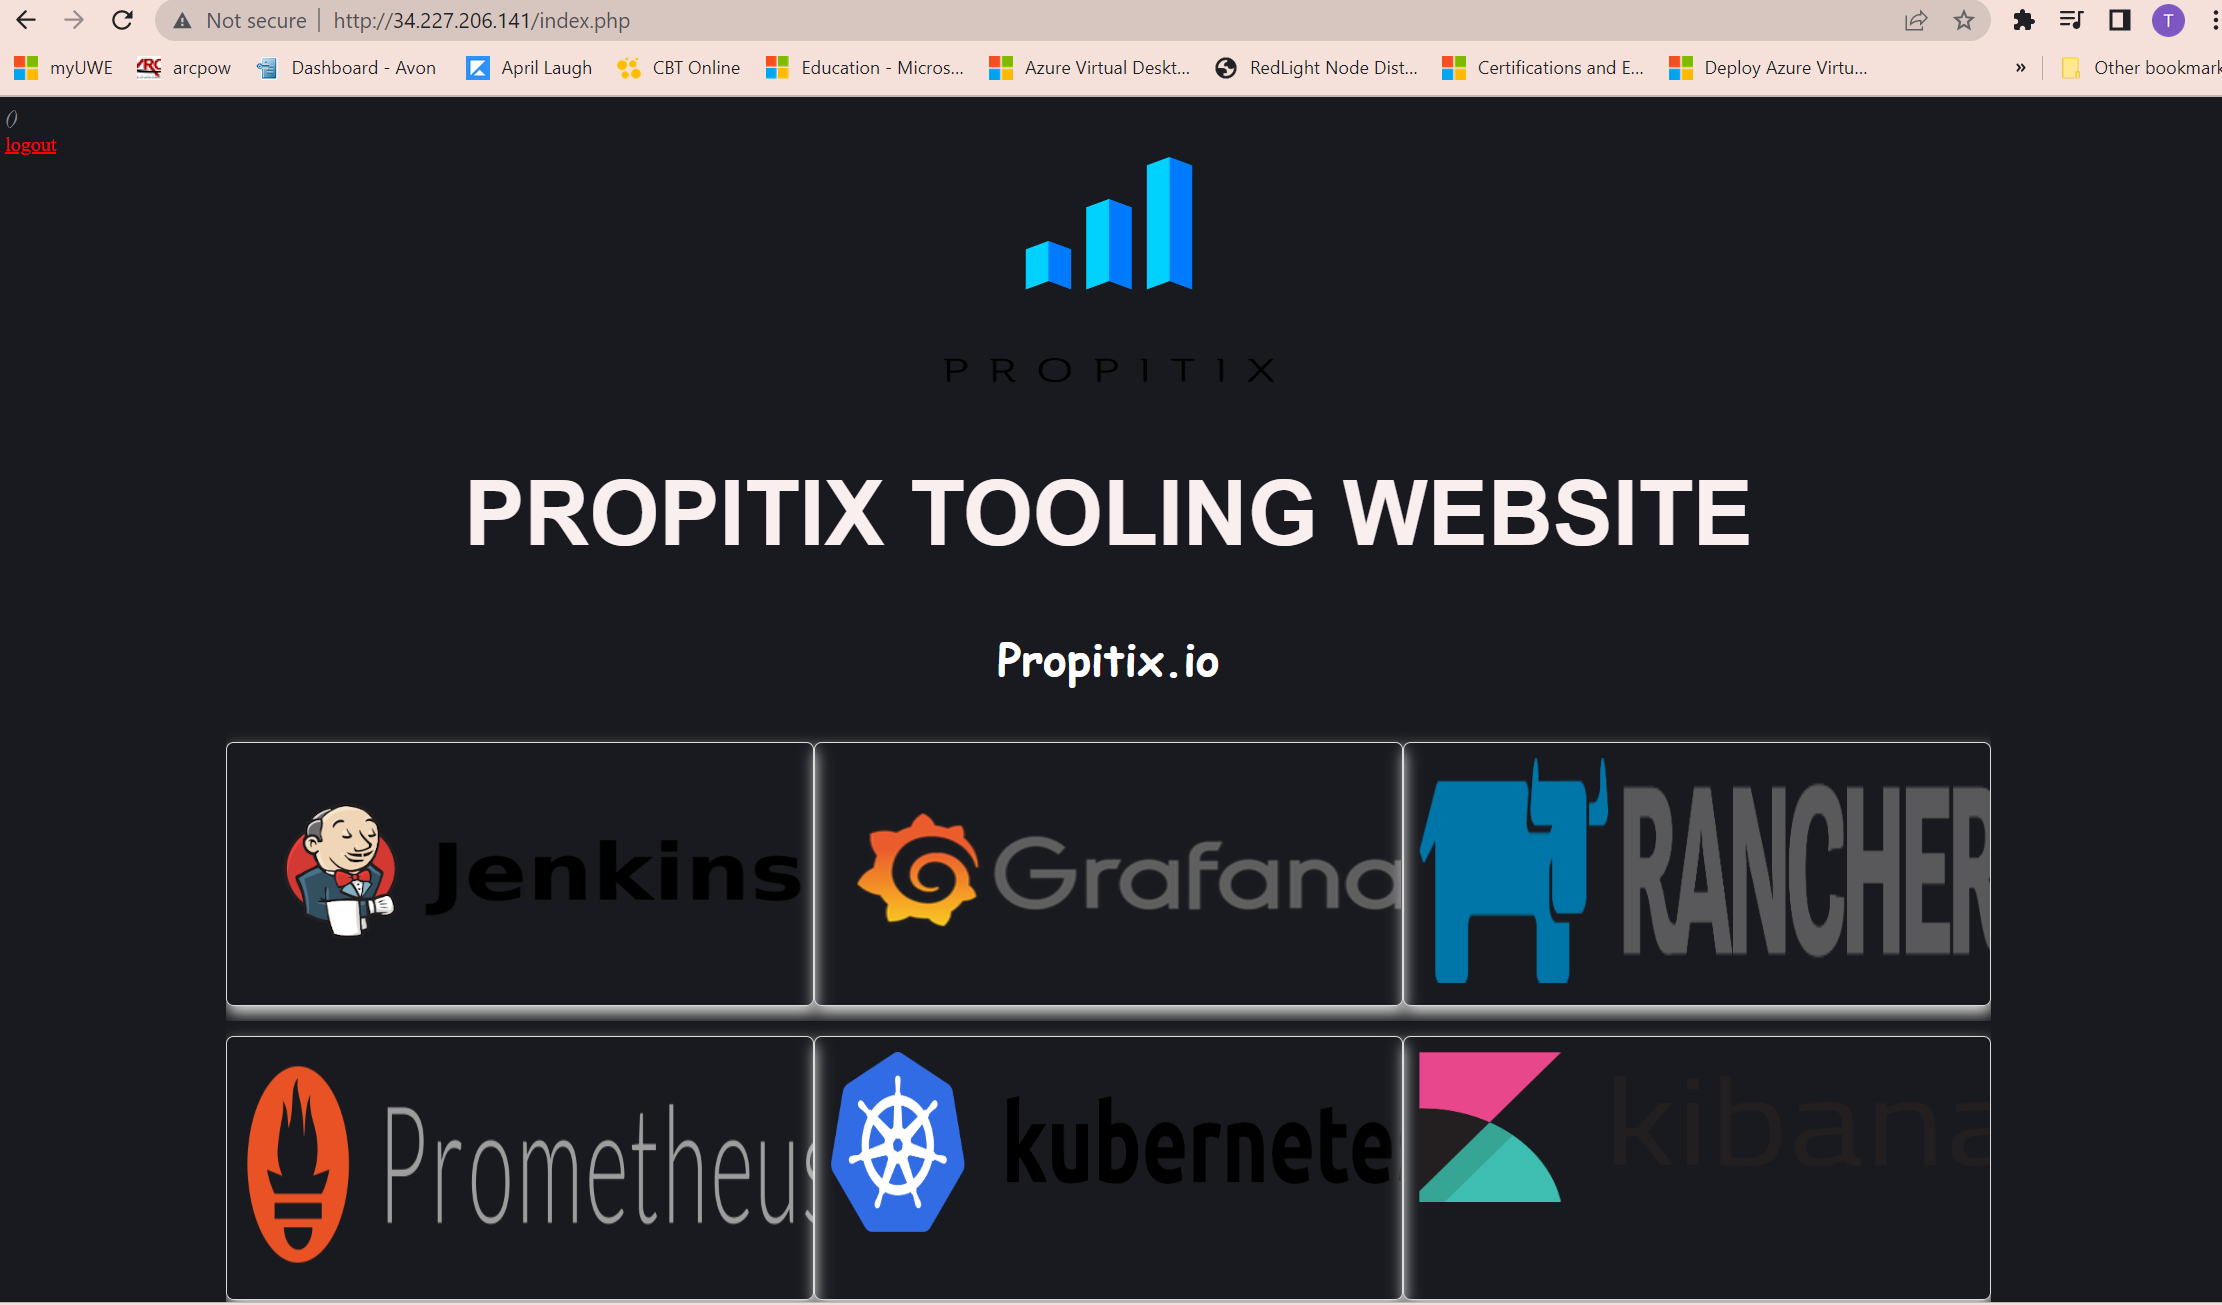 Not secure | http://34.227.206.141/index.php
T
myUWE arcpow Dashboard - Avon April Laugh CBT Online Education - Micros... Azure Virtual Deskt... RedLight Node Dist... Certifications and E... Deploy Azure Virtu... » Other bookmark
()
logout
PROPITIX
PROPITIX TOOLING WEBSITE
Propitix.io
Jenkins Grafana RANCHER
Prometheus kubernete kibana